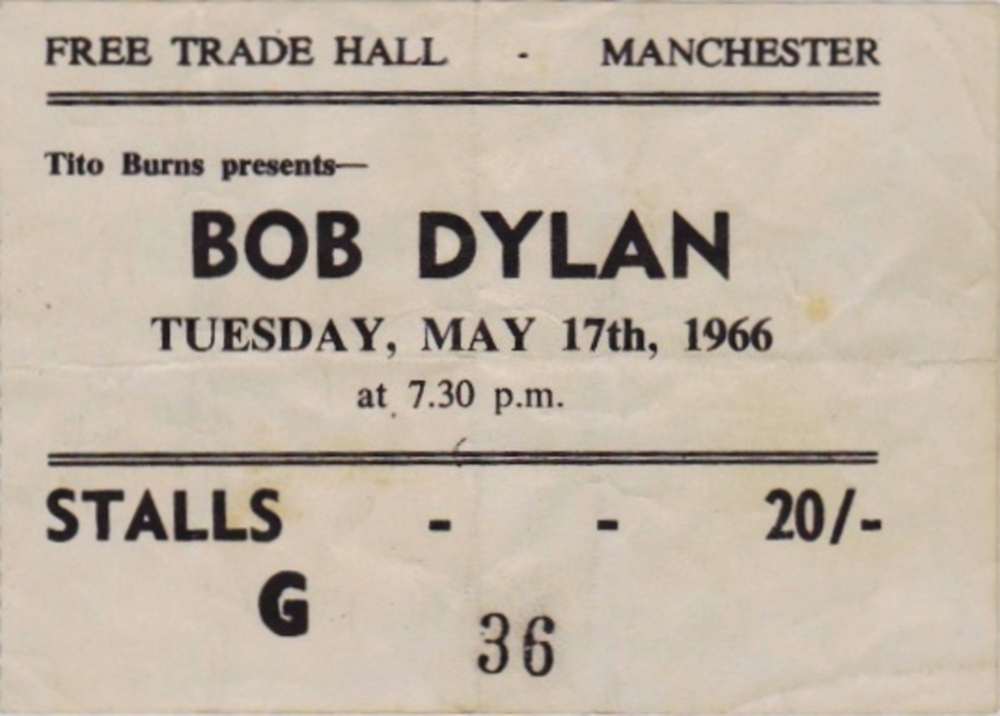 FREE TRADE HALL - MANCHESTER
Tito Burns presents—
BOB DYLAN
TUESDAY, MAY 17th, 1966
at 7.30 p.m.
STALLS - - 20/-
G
36